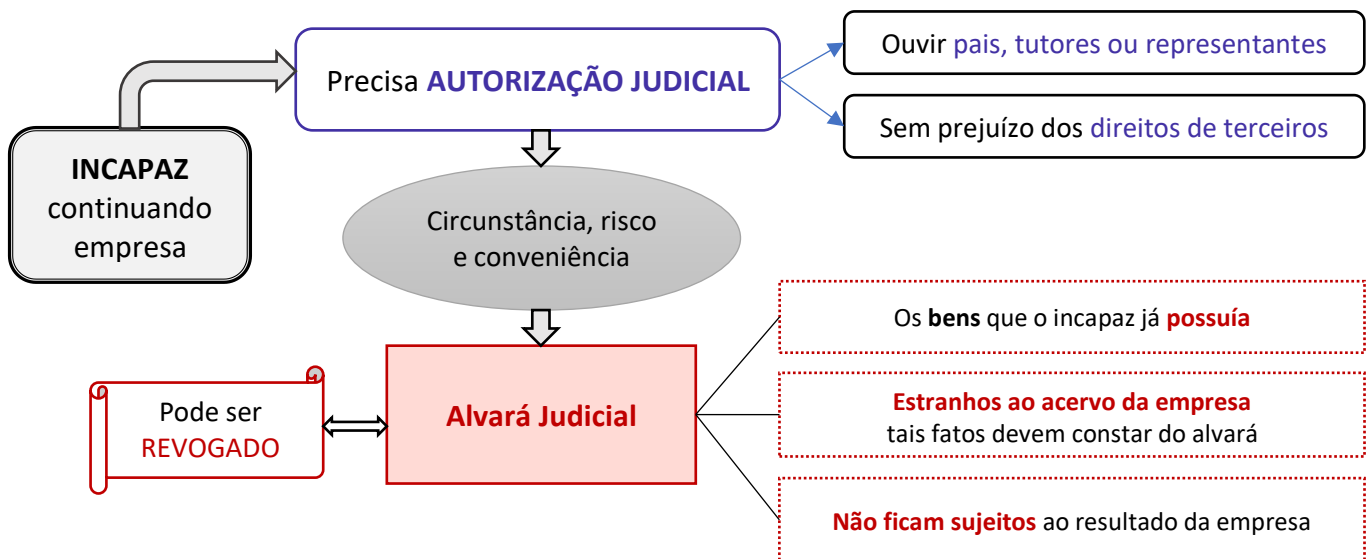 INCAPAZ
continuando
empresa
Precisa AUTORIZAÇÃO JUDICIAL
Ouvir pais, tutores ou representantes
Sem prejuízo dos direitos de terceiros
Circunstância, risco
e conveniência
Alvará Judicial
Pode ser
REVOGADO
Os bens que o incapaz já possuía
Estranhos ao acervo da empresa
tais fatos devem constar do alvará
Não ficam sujeitos ao resultado da empresa